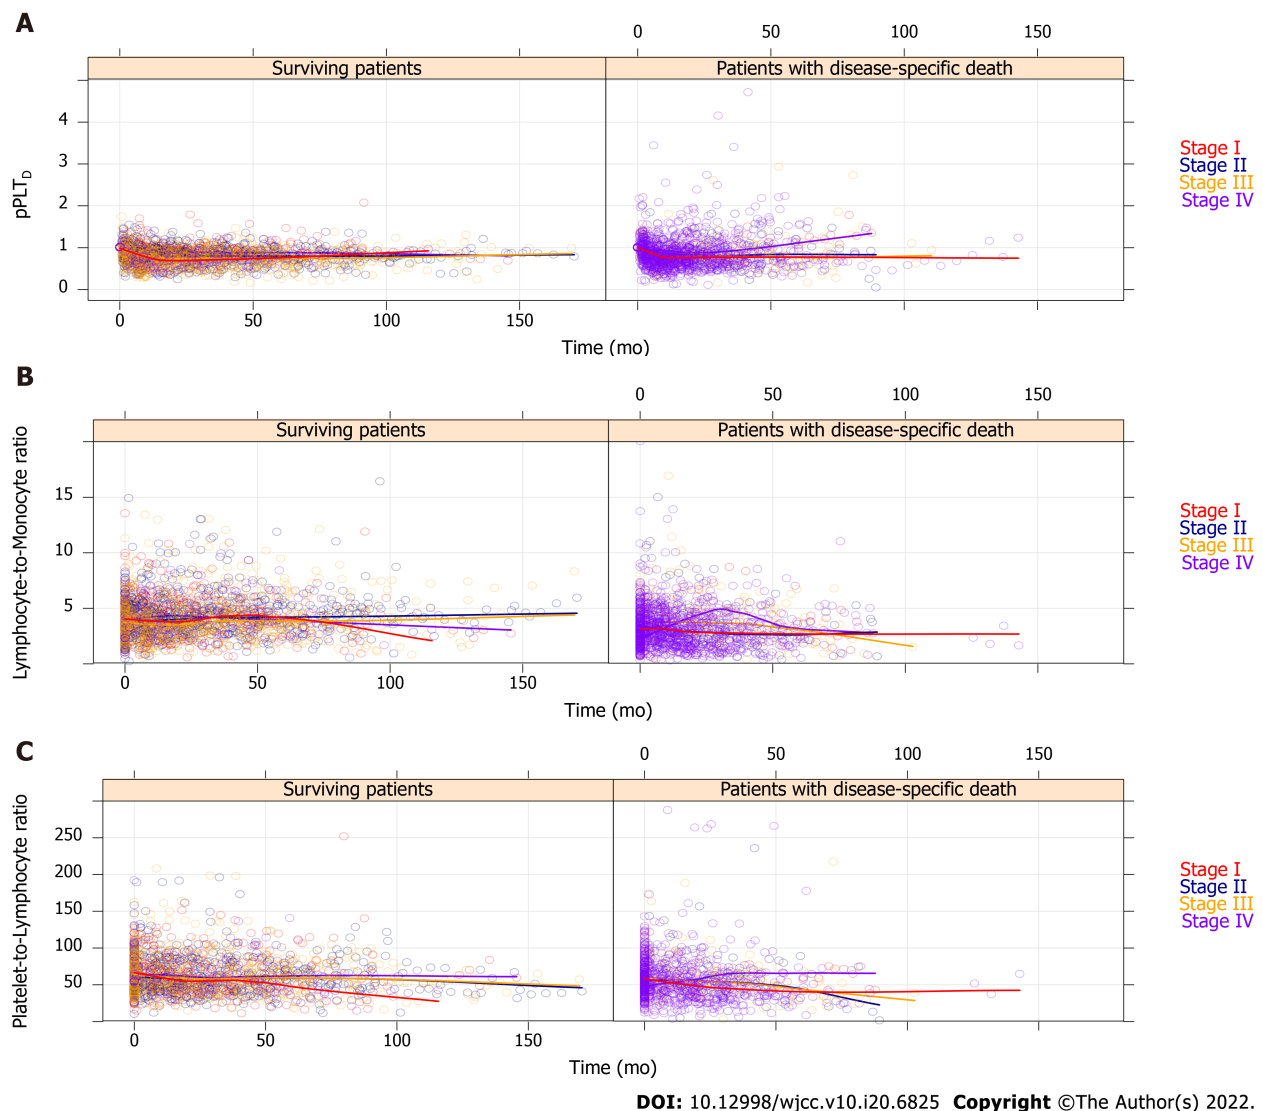 A
0 50 100 150
Surviving patients Patients with disease-specific death
pPLTD
4
3
2
1
0
Stage I
Stage II
Stage III
Stage IV
0 50 100 150
Time (mo)
B
0 50 100 150
Surviving patients Patients with disease-specific death
Lymphocyte-to-Monocyte ratio
15
10
5
Stage I
Stage II
Stage III
Stage IV
0 50 100 150
Time (mo)
C
0 50 100 150
Surviving patients Patients with disease-specific death
Platelet-to-Lymphocyte ratio
250
200
150
100
50
Stage I
Stage II
Stage III
Stage IV
0 50 100 150
Time (mo)
DOI: 10.12998/wjcc.v10.i20.6825 Copyright ©The Author(s) 2022.